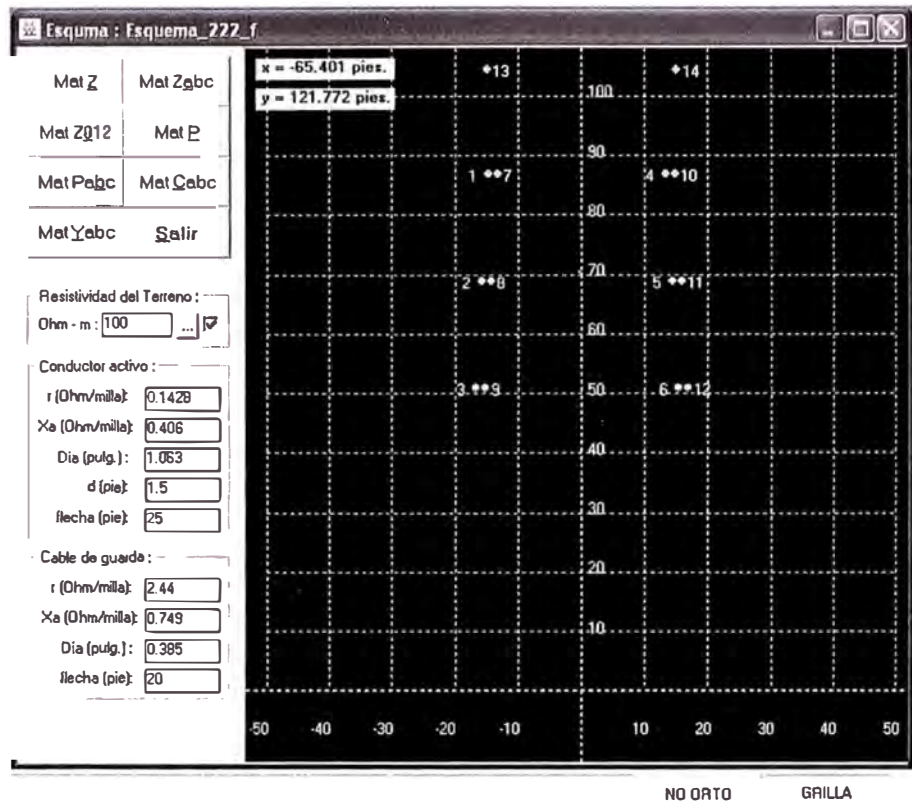 Esquma : Esquema_222_f
Mat Z Mat Zabc
Mat Z012 Mat P
Mat Pabc Mat Cabc
Mat Yabc Salir
Resistividad del Terreno :
Ohm - m : 100 ...
Conductor activo :
r (Ohm/milla): 0.1428
Xa (Ohm/milla): 0.406
Dia (pulg.) : 1.063
d (pie): 1.5
flecha (pie): 25
Cable de guarda :
r (Ohm/milla): 2.44
Xa (Ohm/milla): 0.749
Dia (pulg.) : 0.385
flecha (pie): 20
x = -65.401 pies.
y = 121.772 pies.
13 14
100
90
1 7 4 10
80
70
2 8 5 11
60
3 9 50 6 12
40
30
20
10
-50 -40 -20 -10 10 20 30 40 50
NO ORTO GRILLA